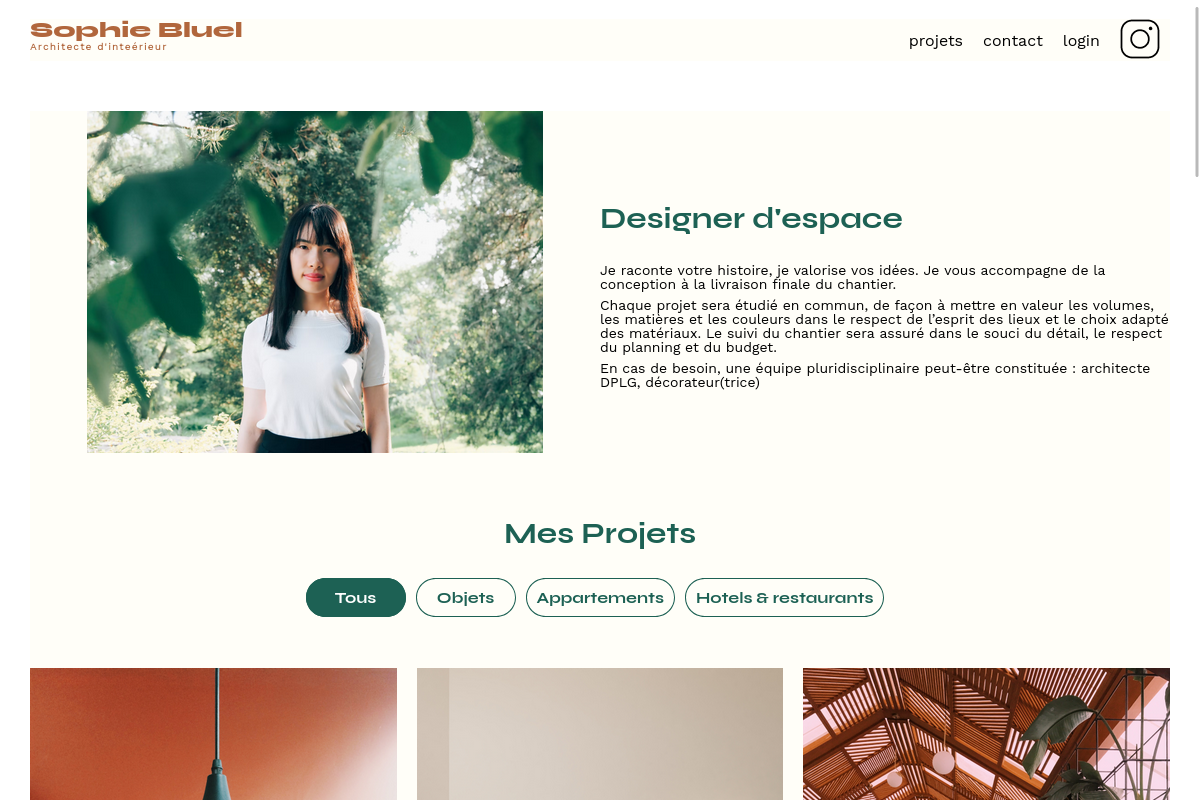 Sophie Bluel
Architecte d'inteérieur
projets contact login
Designer d'espace
Je raconte votre histoire, je valorise vos idées. Je vous accompagne de la
conception à la livraison finale du chantier.
Chaque projet sera étudié en commun, de façon à mettre en valeur les volumes,
les matières et les couleurs dans le respect de l’esprit des lieux et le choix adapté
des matériaux. Le suivi du chantier sera assuré dans le souci du détail, le respect
du planning et du budget.
En cas de besoin, une équipe pluridisciplinaire peut-être constituée : architecte
DPLG, décorateur(trice)
Mes Projets
Tous Objets Appartements Hotels & restaurants